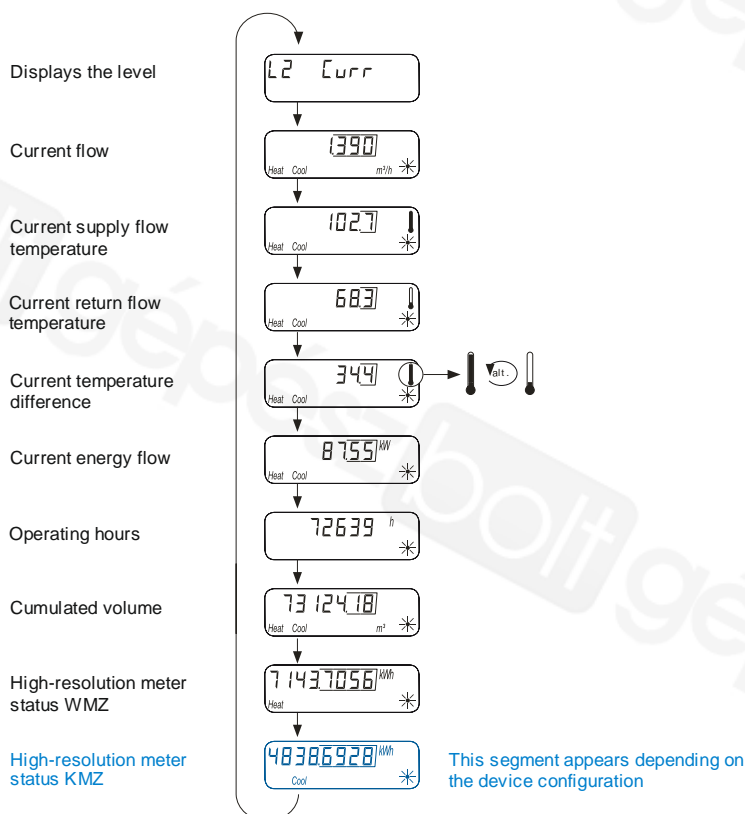 Displays the level
L2 Curr
Current flow
1.390
Heat Cool m³/h
Current supply flow
temperature
102.7
Heat Cool
Current return flow
temperature
68.3
Heat Cool
Current temperature
difference
34.4
Heat Cool
alt.
Current energy flow
87.55 kW
Heat Cool
Operating hours
72639 h
Cumulated volume
73124.18
Heat Cool m³
High-resolution meter
status WMZ
7143.7056 kWh
Heat
High-resolution meter
status KMZ
4838.6928 kWh
Cool
This segment appears depending on
the device configuration
gépész bolt